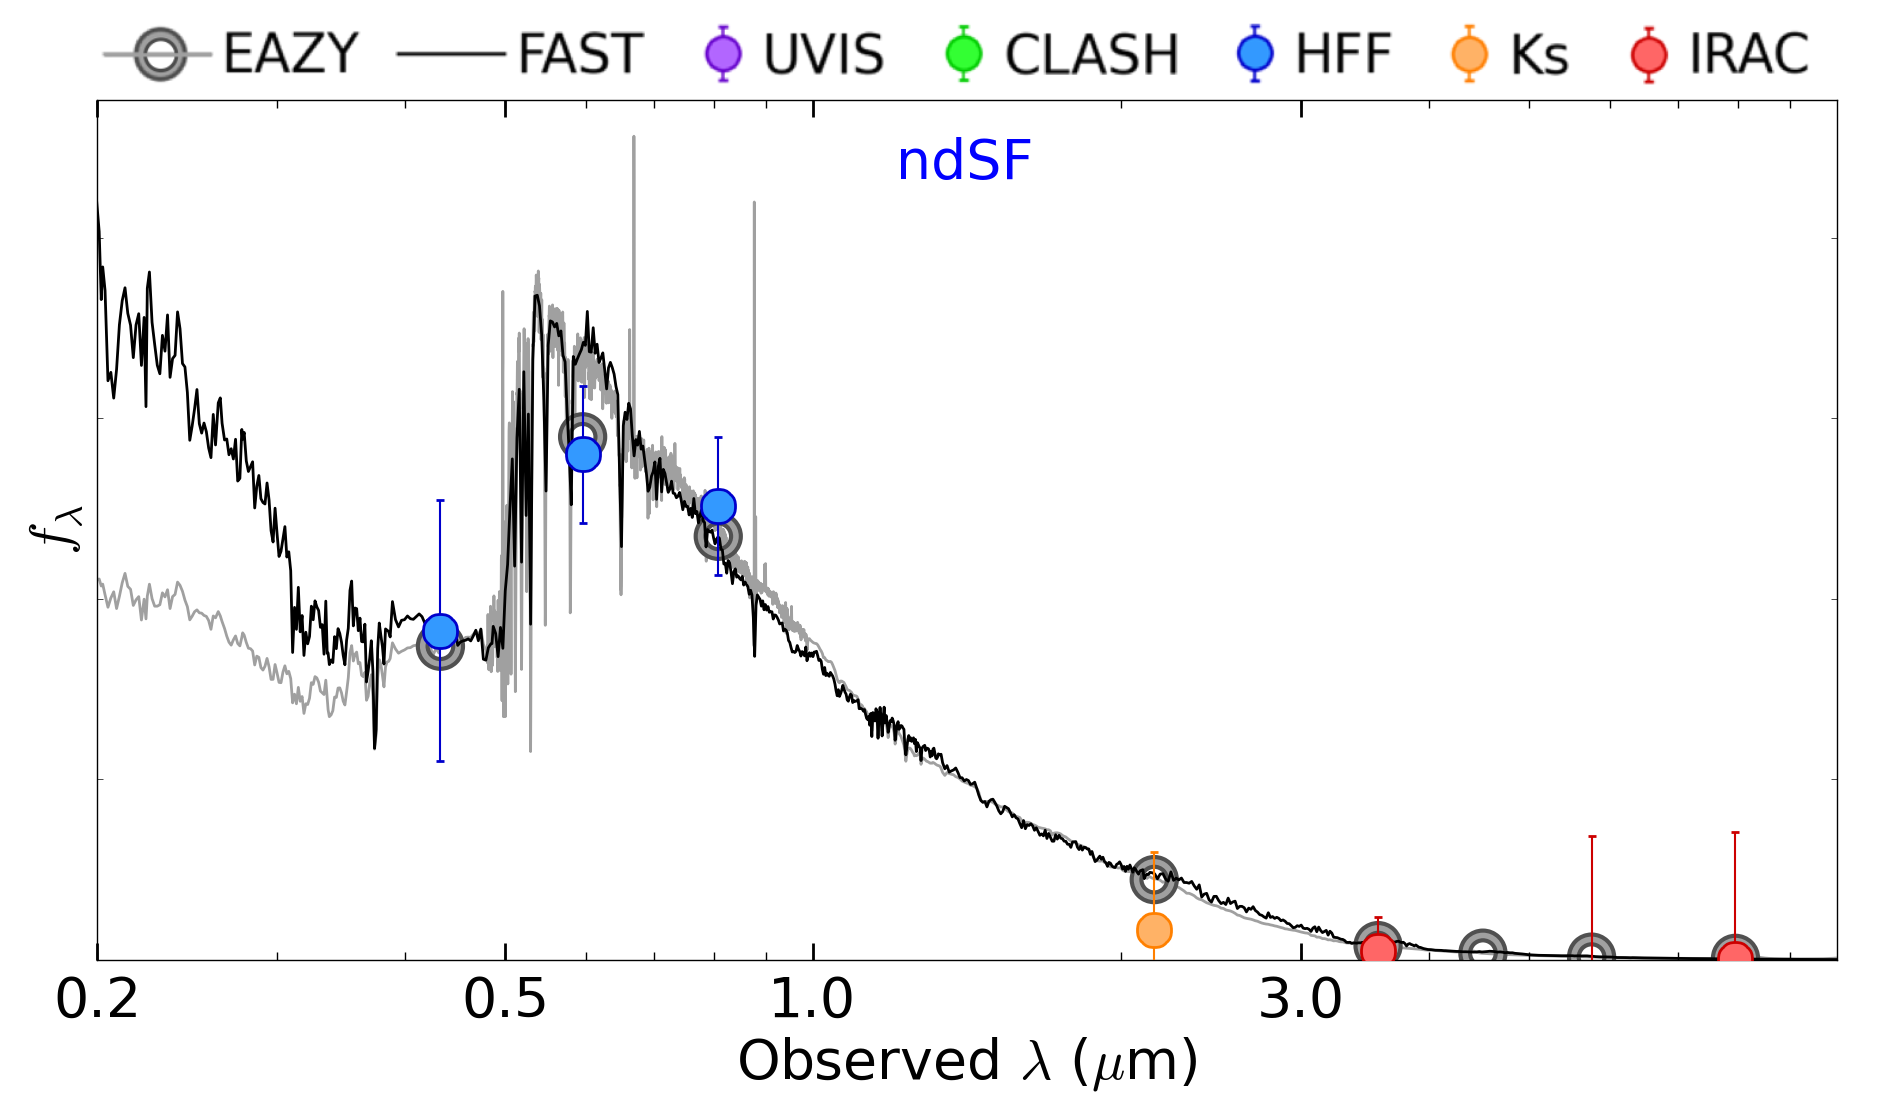 EAZY FAST UVIS CLASH HFF Ks IRAC
ndSF
f_λ
0.2 0.5 1.0 3.0
Observed λ (μm)